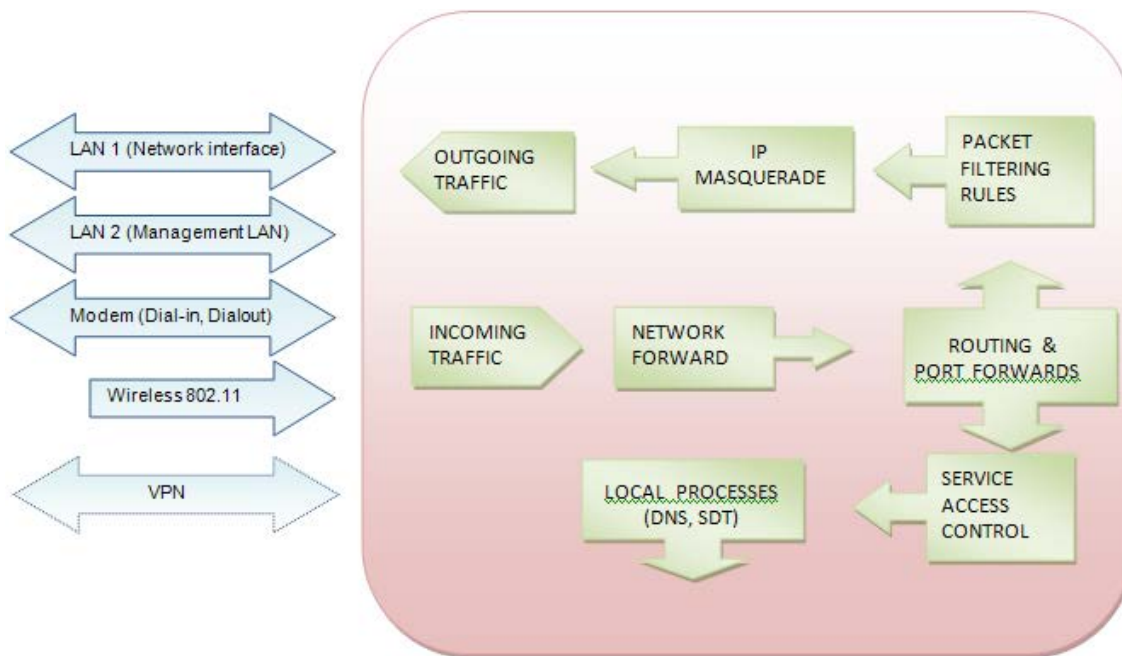 LAN 1 (Network interface)
LAN 2 (Management LAN)
Modem (Dial-in, Dialout)
Wireless 802.11
VPN
OUTGOING
TRAFFIC
IP
MASQUERADE
PACKET
FILTERING
RULES
INCOMING
TRAFFIC
NETWORK
FORWARD
ROUTING &
PORT FORWARDS
LOCAL PROCESSES
(DNS, SDT)
SERVICE
ACCESS
CONTROL